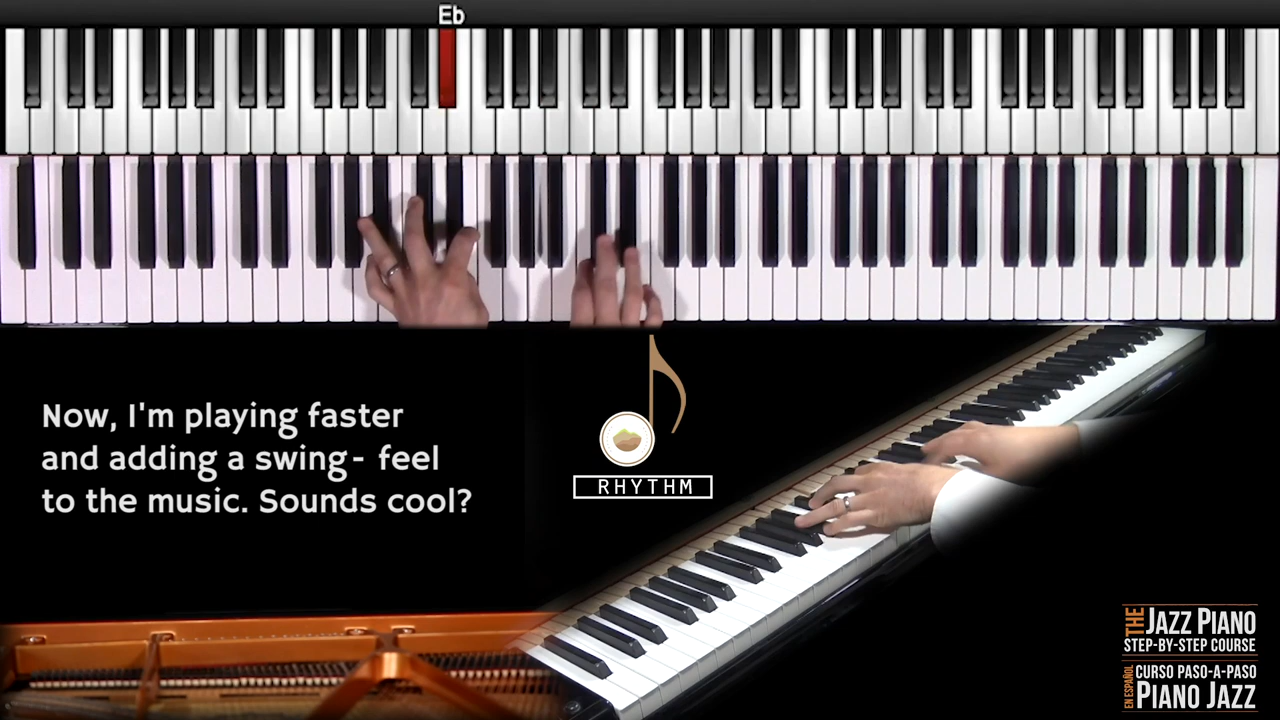 Eb
Now, I'm playing faster
and adding a swing- feel
to the music. Sounds cool?
RHYTHM
THE JAZZ PIANO
STEP-BY-STEP COURSE
EN ESPAÑOL CURSO PASO-A-PASO
PIANO JAZZ